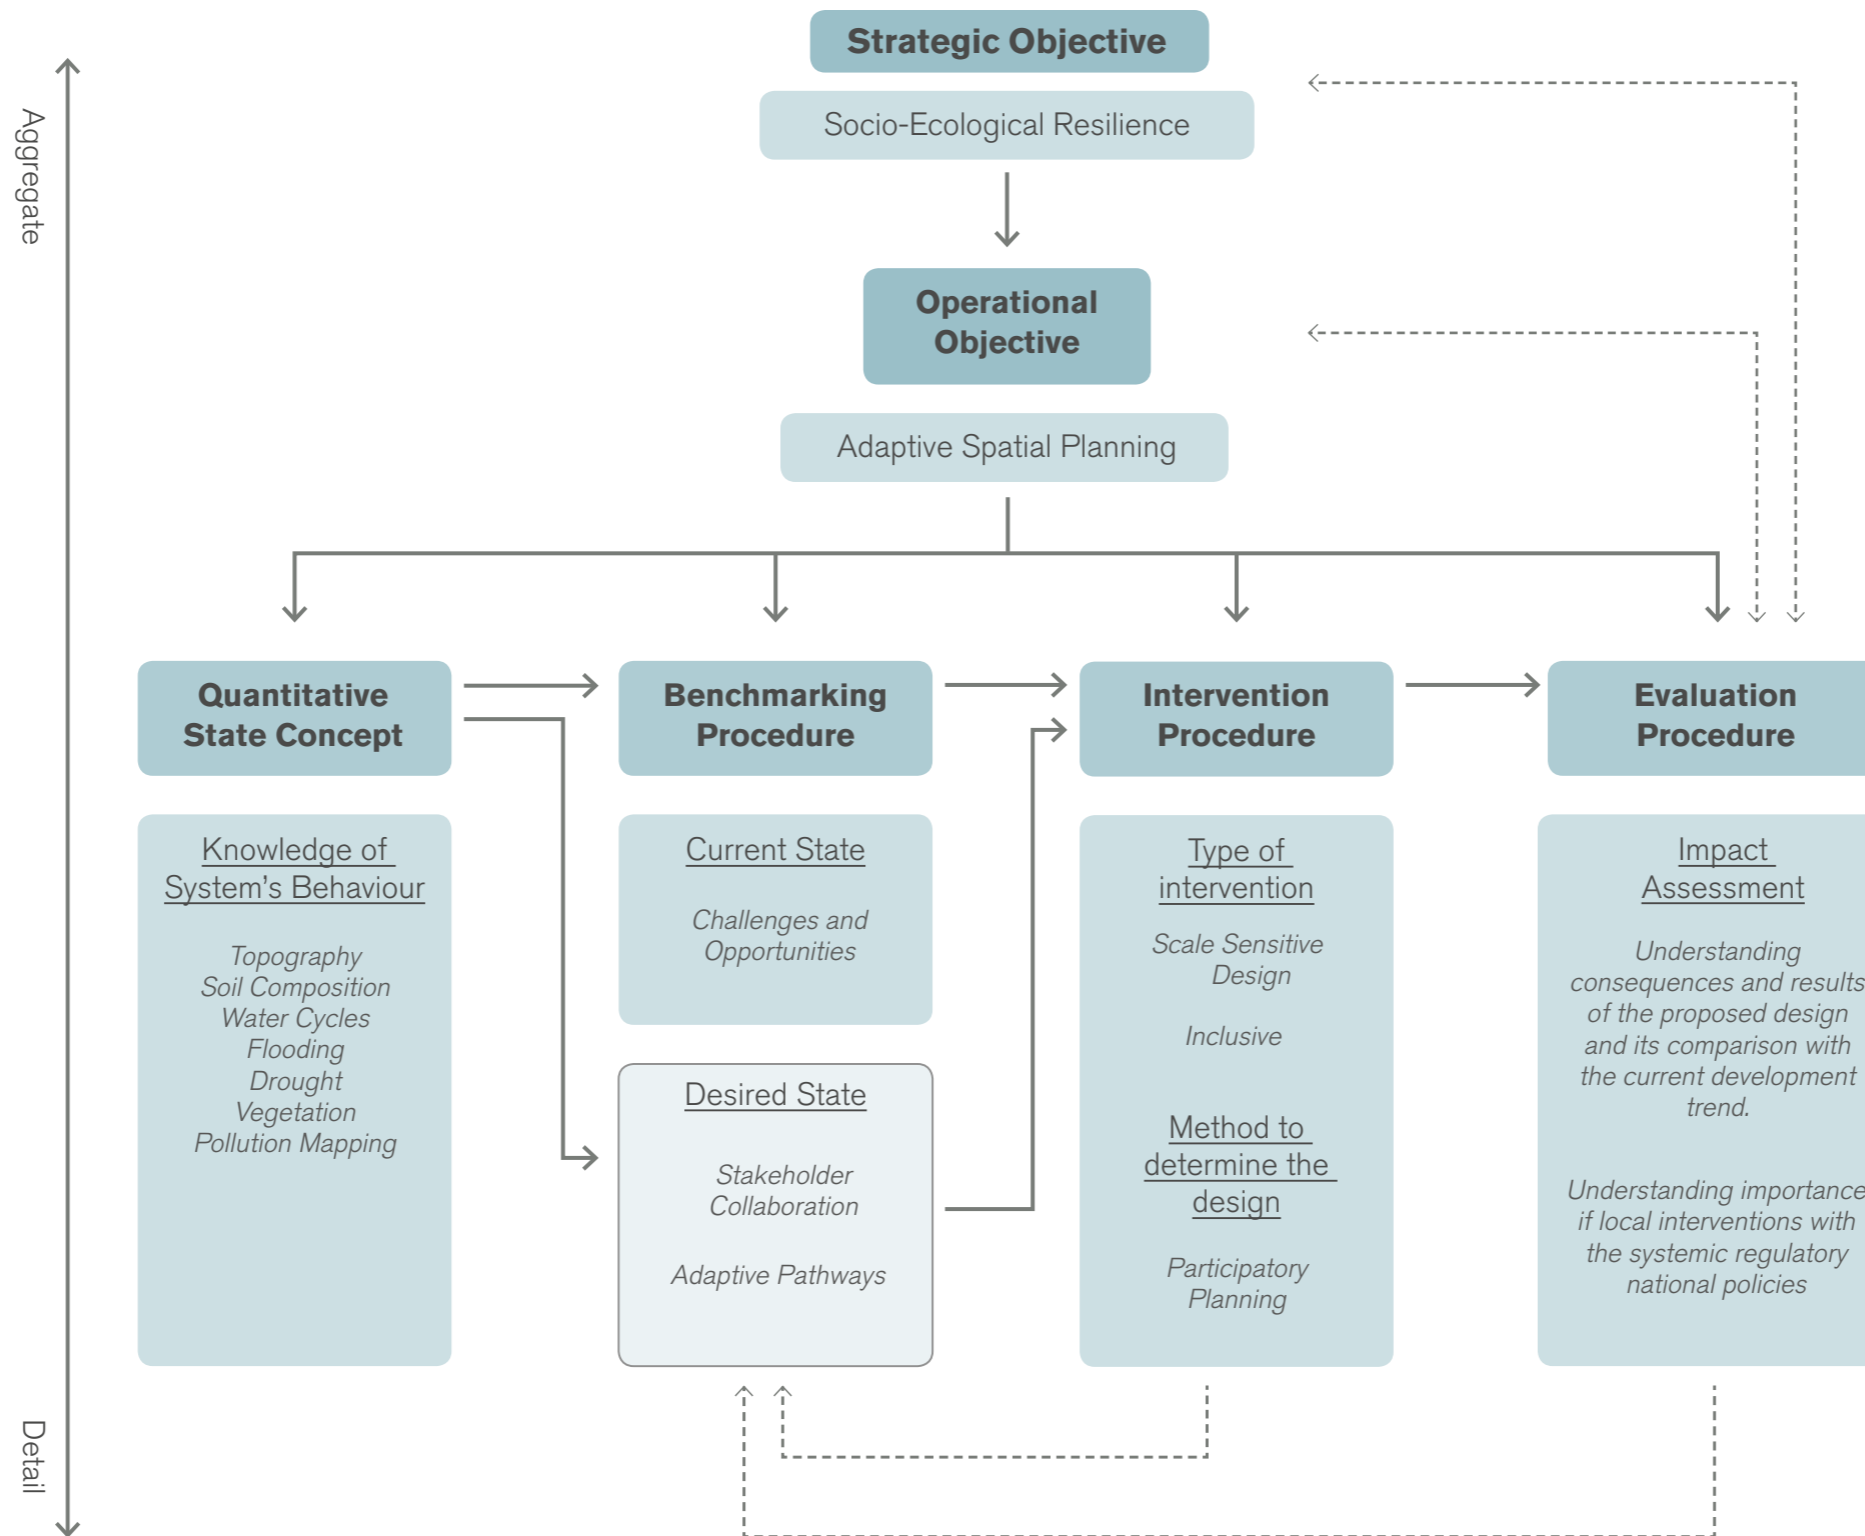 Strategic Objective
Socio-Ecological Resilience
Aggregate
Operational
Objective
Adaptive Spatial Planning
Quantitative
State Concept
Benchmarking
Procedure
Intervention
Procedure
Evaluation
Procedure
Knowledge of
System's Behaviour
Topography
Soil Composition
Water Cycles
Flooding
Drought
Vegetation
Pollution Mapping
Current State
Challenges and
Opportunities
Desired State
Stakeholder
Collaboration
Adaptive Pathways
Type of
intervention
Scale Sensitive
Design
Inclusive
Method to
determine the
design
Participatory
Planning
Impact
Assessment
Understanding
consequences and results
of the proposed design
and its comparison with
the current development
trend.
Understanding importance
if local interventions with
the systemic regulatory
national policies
Detail